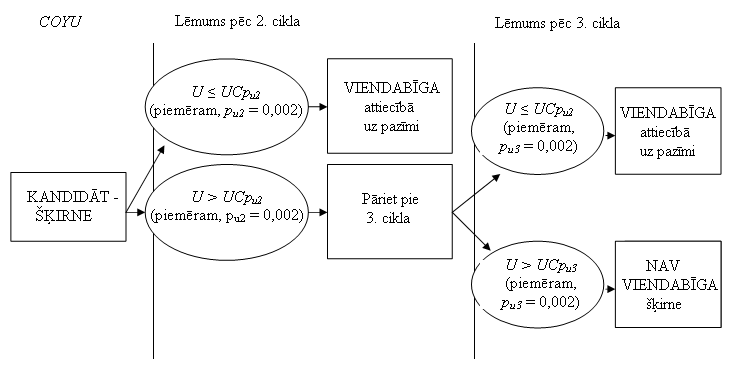 COYU
Lēmums pēc 2. cikla
Lēmums pēc 3. cikla
U ≤ UCpu2
(piemēram, pu2 = 0,002)
VIENDABĪGA
attiecībā
uz pazīmi
U ≤ UCpu2
(piemēram,
pu3 = 0,002)
VIENDABĪGA
attiecībā
uz pazīmi
KANDIDĀT -
ŠĶIRNE
U > UCpu2
(piemēram, pu2 = 0,002)
Pāriet pie
3. cikla
U > UCpu3
(piemēram,
pu3 = 0,002)
NAV
VIENDABĪGA
šķirne